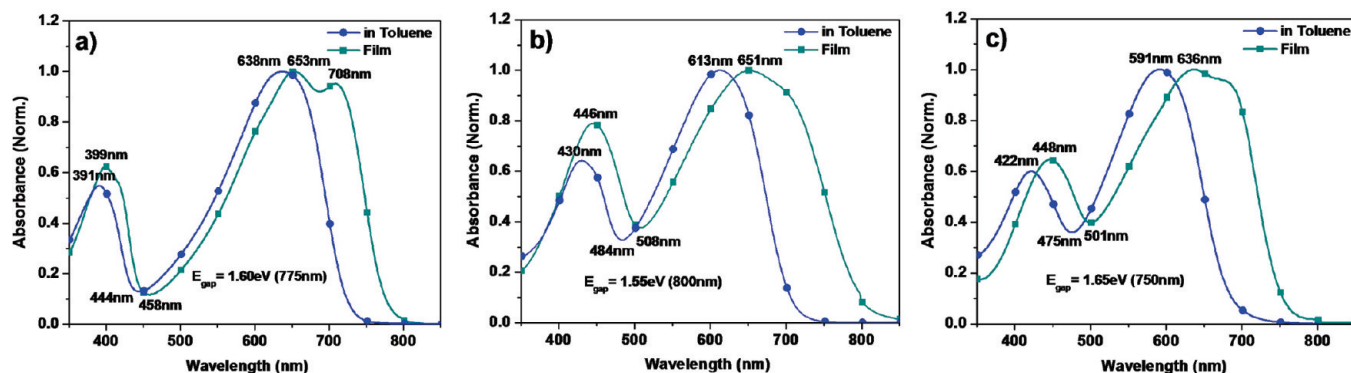 a)
in Toluene
Film
638nm 653nm
708nm
399nm
391nm
444nm
458nm
E_gap = 1.60eV (775nm)
Absorbance (Norm.)
1.2
1.0
0.8
0.6
0.4
0.2
0.0
400 500 600 700 800
Wavelength (nm)
b)
in Toluene
Film
613nm 651nm
446nm
430nm
484nm
508nm
E_gap = 1.55eV (800nm)
Absorbance (Norm.)
1.2
1.0
0.8
0.6
0.4
0.2
0.0
400 500 600 700 800
Wavelength (nm)
c)
in Toluene
Film
591nm 636nm
422nm 448nm
475nm 501nm
E_gap = 1.65eV (750nm)
Absorbance (Norm.)
1.2
1.0
0.8
0.6
0.4
0.2
0.0
400 500 600 700 800
Wavelength (nm)